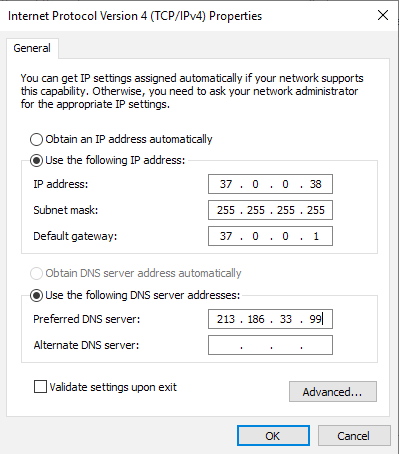 Internet Protocol Version 4 (TCP/IPv4) Properties
General
You can get IP settings assigned automatically if your network supports
this capability. Otherwise, you need to ask your network administrator
for the appropriate IP settings.
Obtain an IP address automatically
Use the following IP address:
IP address: 37 . 0 . 0 . 38
Subnet mask: 255 . 255 . 255 . 255
Default gateway: 37 . 0 . 0 . 1
Obtain DNS server address automatically
Use the following DNS server addresses:
Preferred DNS server: 213 . 186 . 33 . 99
Alternate DNS server: . . .
Validate settings upon exit
Advanced...
OK Cancel